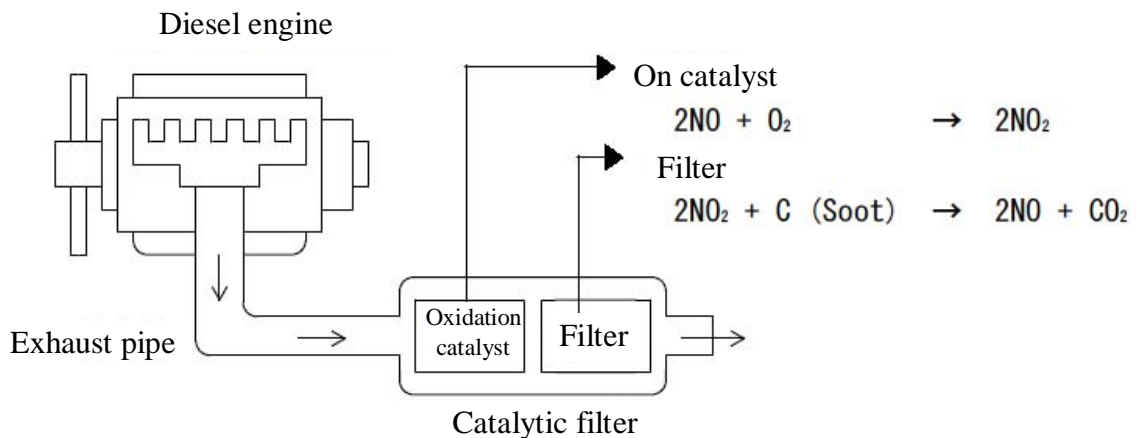 Diesel engine
On catalyst
2NO + O₂ → 2NO₂
Filter
2NO₂ + C (Soot) → 2NO + CO₂
Oxidation
catalyst
Filter
Exhaust pipe
Catalytic filter